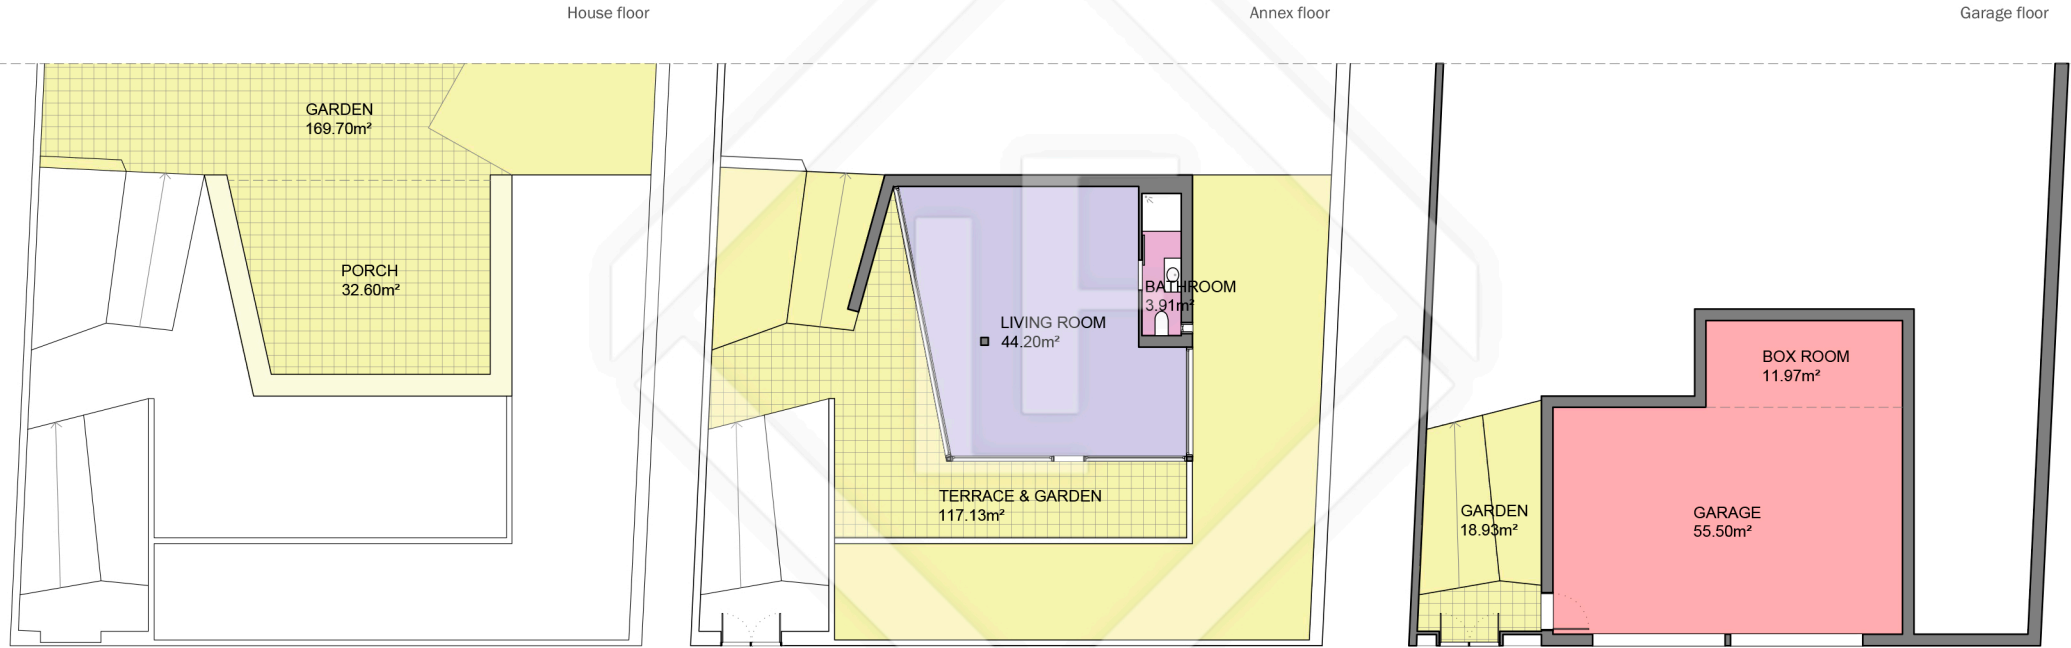 House floor
Annex floor
Garage floor
GARDEN
169.70m²
PORCH
32.60m²
BATHROOM
3.91m²
LIVING ROOM
44.20m²
TERRACE & GARDEN
117.13m²
BOX ROOM
11.97m²
GARDEN
18.93m²
GARAGE
55.50m²